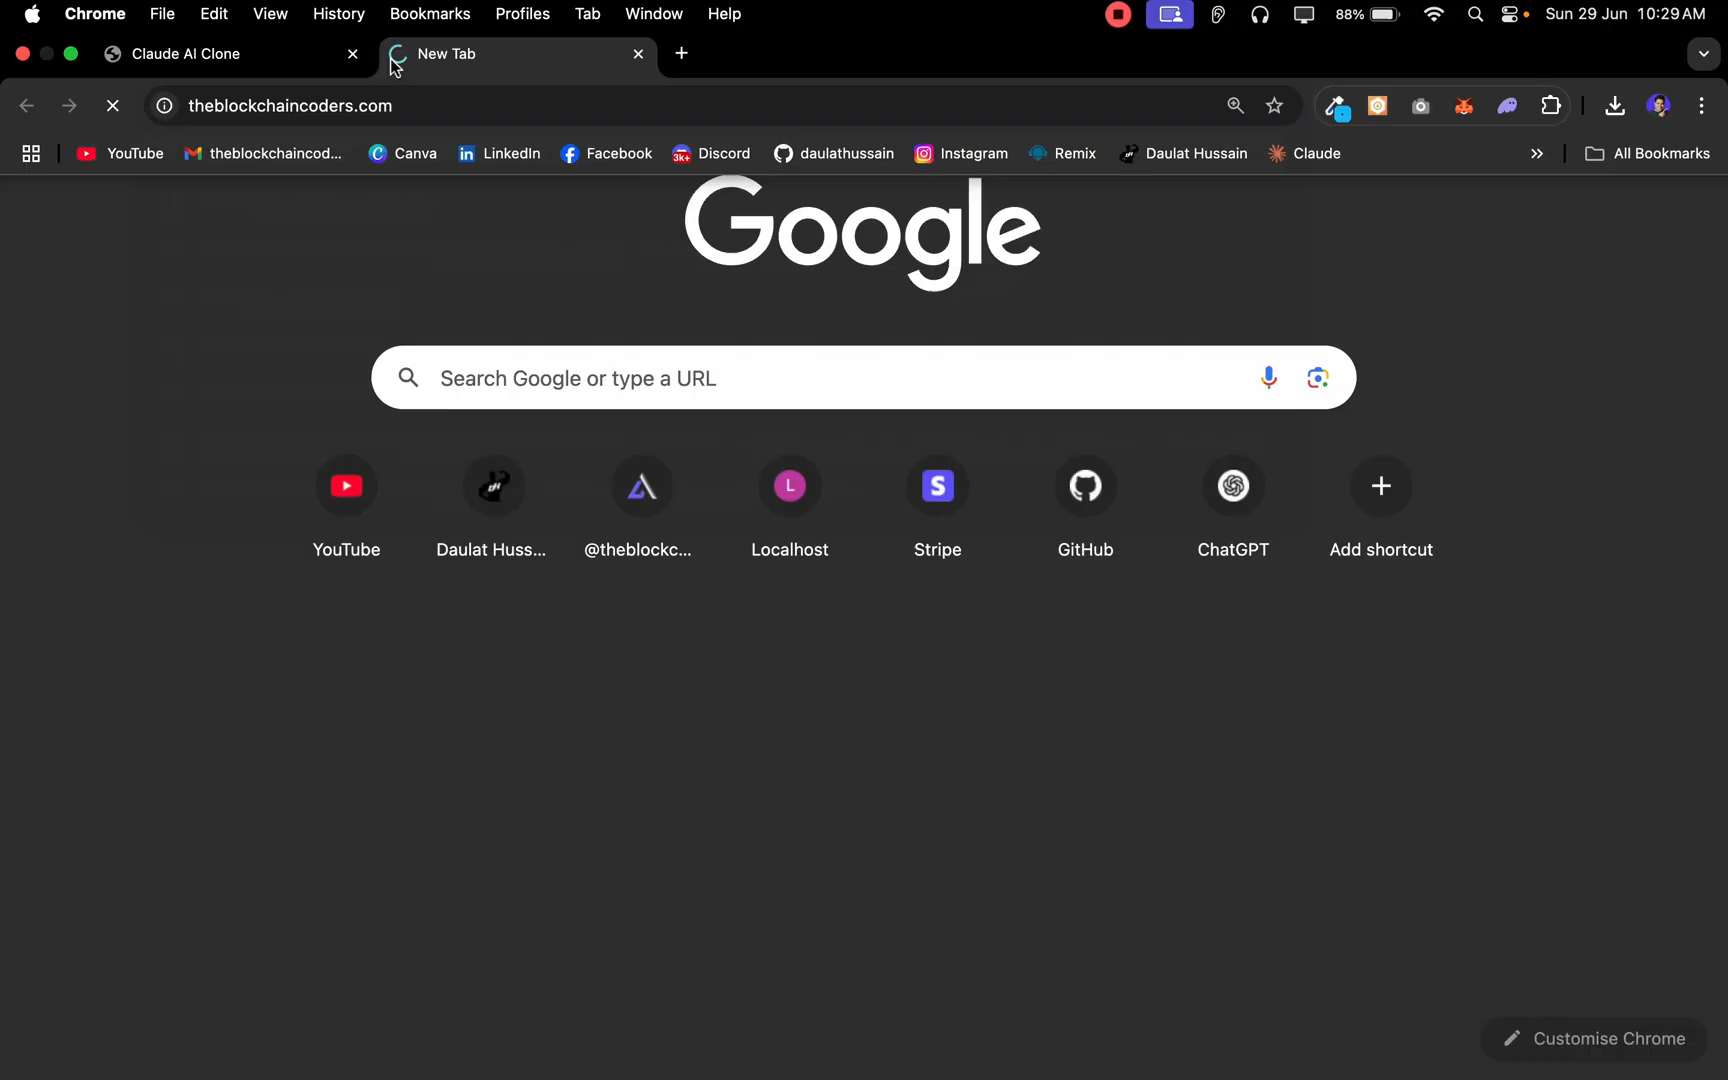 Chrome File Edit View History Bookmarks Profiles Tab Window Help 88% Sun 29 Jun 10:29 AM
Claude AI Clone New Tab
theblockchaincoders.com
YouTube theblockchaincod... Canva LinkedIn Facebook 3k+ Discord daulathussain Instagram Remix Daulat Hussain Claude » All Bookmarks
Google
Search Google or type a URL
L S
YouTube Daulat Huss... @theblockc... Localhost Stripe GitHub ChatGPT Add shortcut
Customise Chrome